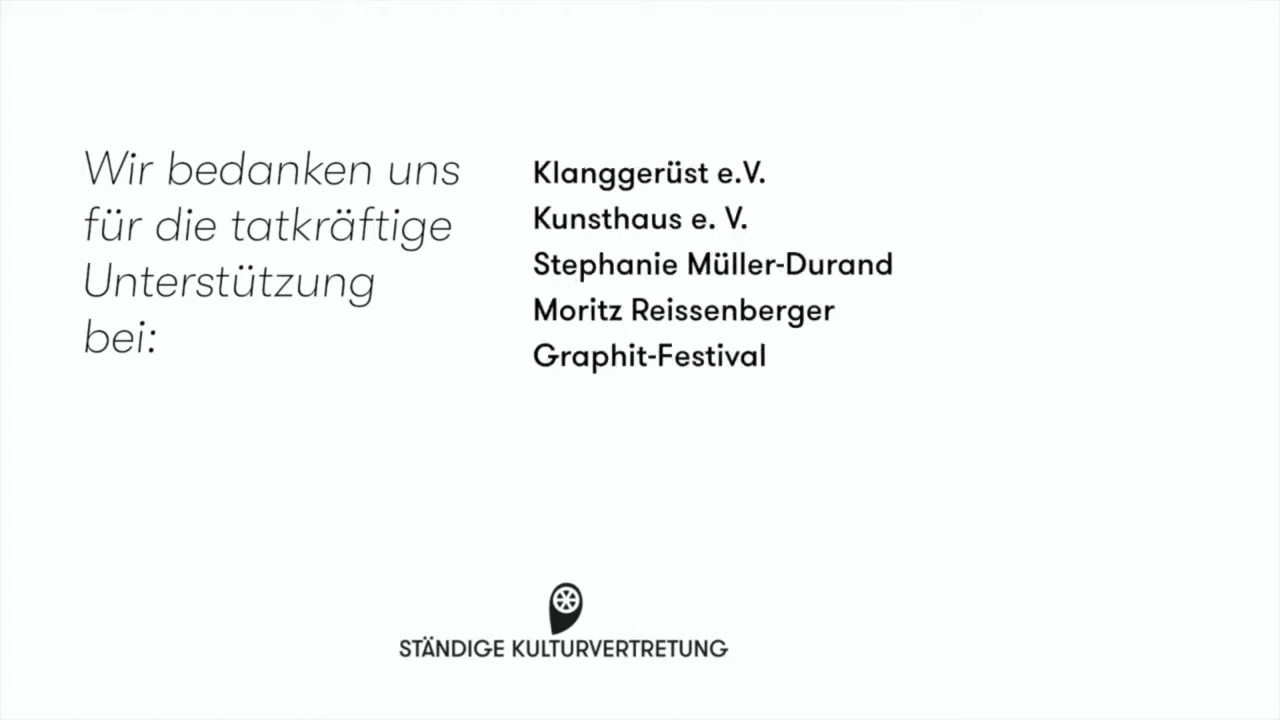 Wir bedanken uns
für die tatkräftige
Unterstützung
bei:
Klanggerüst e.V.
Kunsthaus e. V.
Stephanie Müller-Durand
Moritz Reissenberger
Graphit-Festival
STÄNDIGE KULTURVERTRETUNG